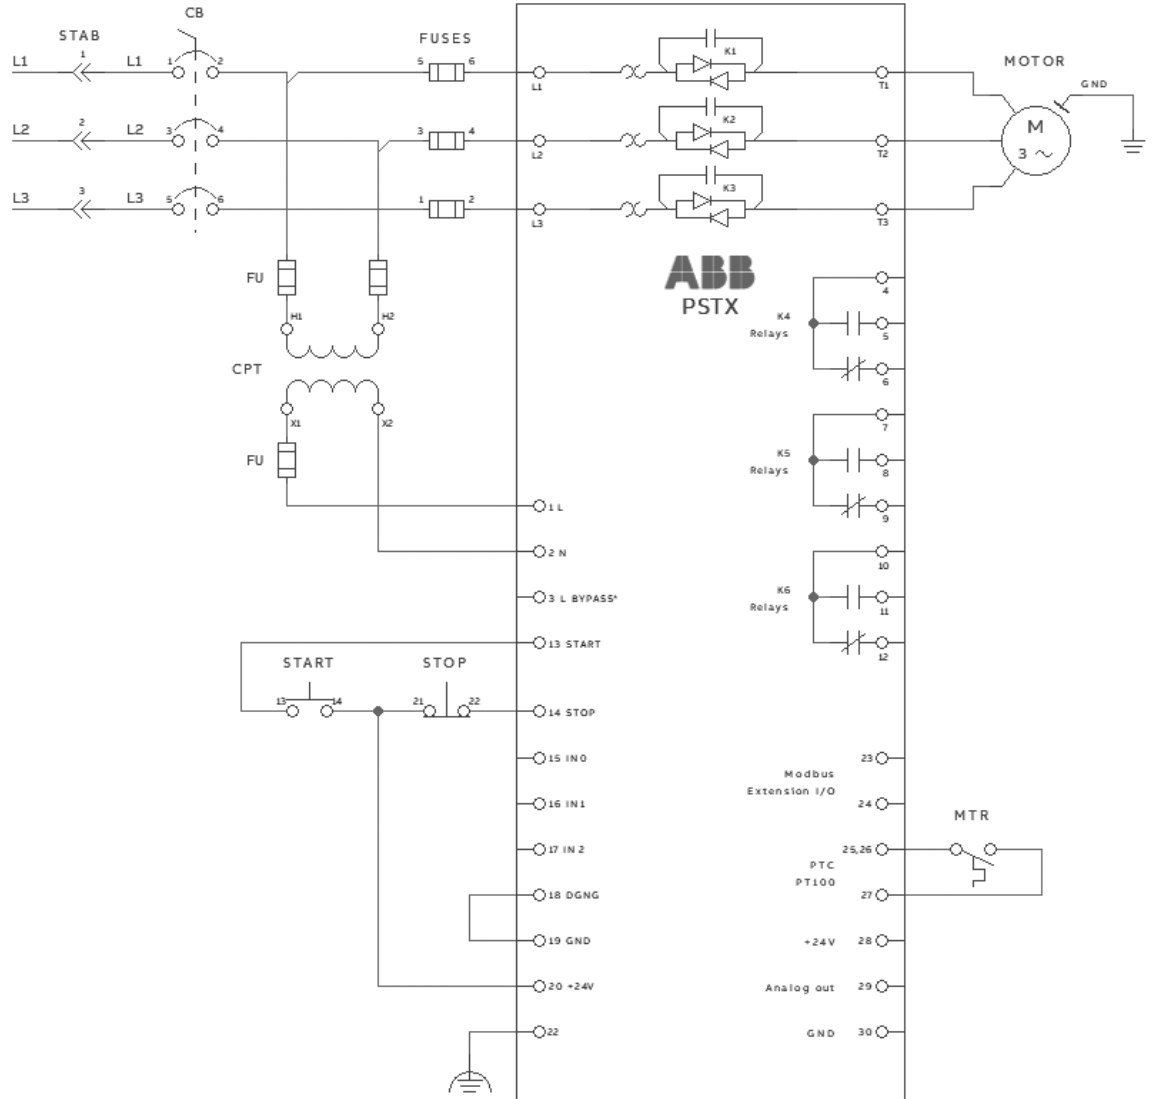 CB
STAB
FUSES
MOTOR
L1
1
L1
1
2
5
6
L1
K1
T1
GND
L2
2
L2
3
4
3
4
L2
K2
T2
M
3
L3
3
L3
5
6
1
2
L3
K3
T3
ABB
PSTX
FU
H1
H2
CPT
X1
X2
FU
K4
Relays
4
5
6
K5
Relays
7
8
9
K6
Relays
10
11
12
1 L
2 N
3 L BYPASS*
13 START
START
STOP
13
14
21
22
14 STOP
15 IN0
16 IN1
17 IN 2
18 DGNG
19 GND
20 +24V
22
Modbus
Extension I/O
23
24
MTR
25,26
PTC
PT100
27
+24V
28
Analog out
29
GND
30